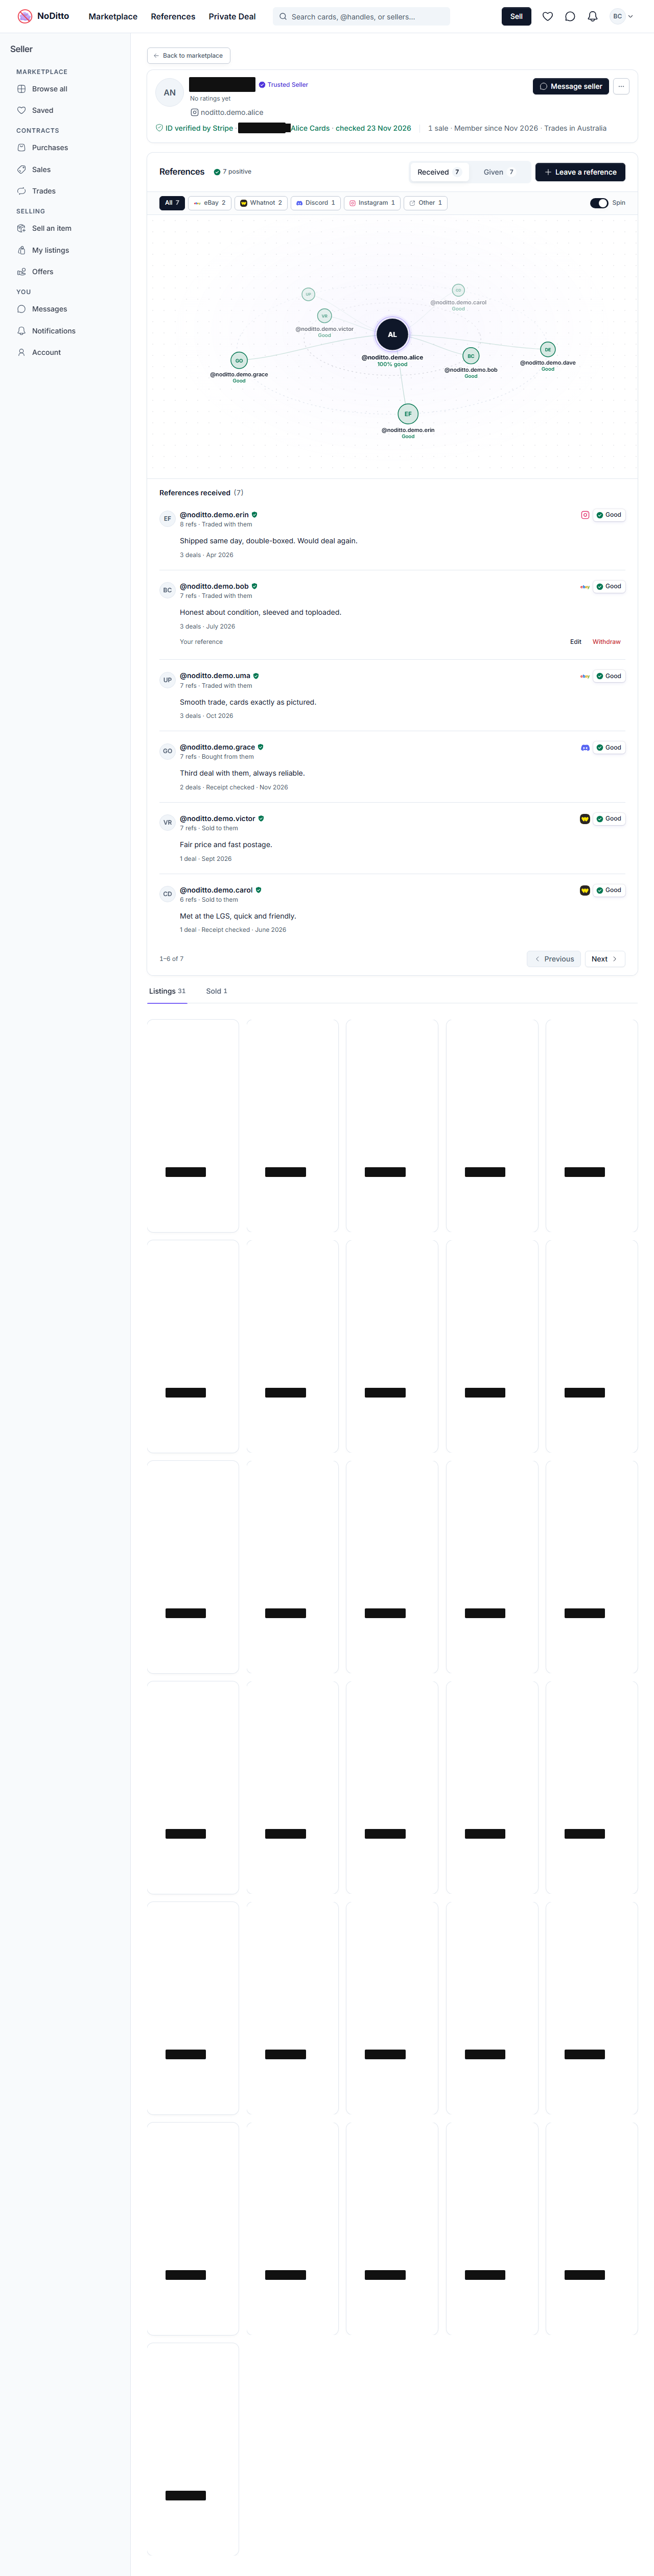 NoDitto
Marketplace
References
Private Deal
Search cards, @handles, or sellers...
Sell
BC
Seller
MARKETPLACE
Browse all
Saved
CONTRACTS
Purchases
Sales
Trades
SELLING
Sell an item
My listings
Offers
YOU
Messages
Notifications
Account
Back to marketplace
AN
Trusted Seller
No ratings yet
noditto.demo.alice
Message seller
ID verified by Stripe · Alice Cards · checked 23 Nov 2026
1 sale · Member since Nov 2026 · Trades in Australia
References
7 positive
Received 7
Given 7
Leave a reference
All 7
eBay 2
Whatnot 2
Discord 1
Instagram 1
Other 1
Spin
UP
CD
@noditto.demo.carol
Good
VR
@noditto.demo.victor
Good
AL
@noditto.demo.alice
100% good
GO
@noditto.demo.grace
Good
BC
@noditto.demo.bob
Good
DE
@noditto.demo.dave
Good
EF
@noditto.demo.erin
Good
References received (7)
EF
@noditto.demo.erin
8 refs · Traded with them
Good
Shipped same day, double-boxed. Would deal again.
3 deals · Apr 2026
BC
@noditto.demo.bob
7 refs · Traded with them
ebay
Good
Honest about condition, sleeved and toploaded.
3 deals · July 2026
Your reference
Edit
Withdraw
UP
@noditto.demo.uma
7 refs · Traded with them
ebay
Good
Smooth trade, cards exactly as pictured.
3 deals · Oct 2026
GO
@noditto.demo.grace
7 refs · Bought from them
Good
Third deal with them, always reliable.
2 deals · Receipt checked · Nov 2026
VR
@noditto.demo.victor
7 refs · Sold to them
Good
Fair price and fast postage.
1 deal · Sept 2026
CD
@noditto.demo.carol
6 refs · Sold to them
Good
Met at the LGS, quick and friendly.
1 deal · Receipt checked · June 2026
1–6 of 7
Previous
Next
Listings 31
Sold 1